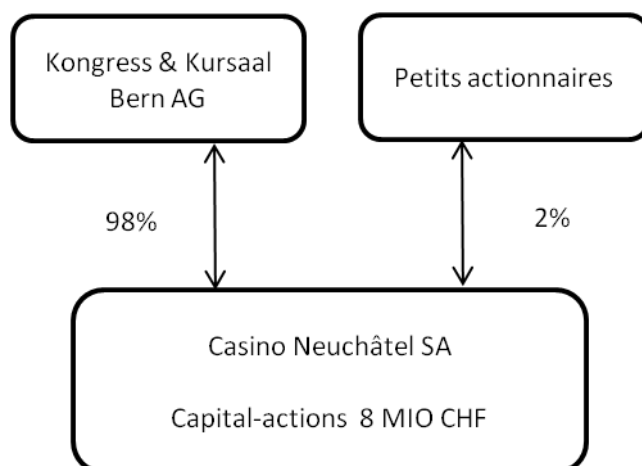 Kongress & Kursaal
Bern AG
Petits actionnaires
98%
2%
Casino Neuchâtel SA
Capital-actions 8 MIO CHF